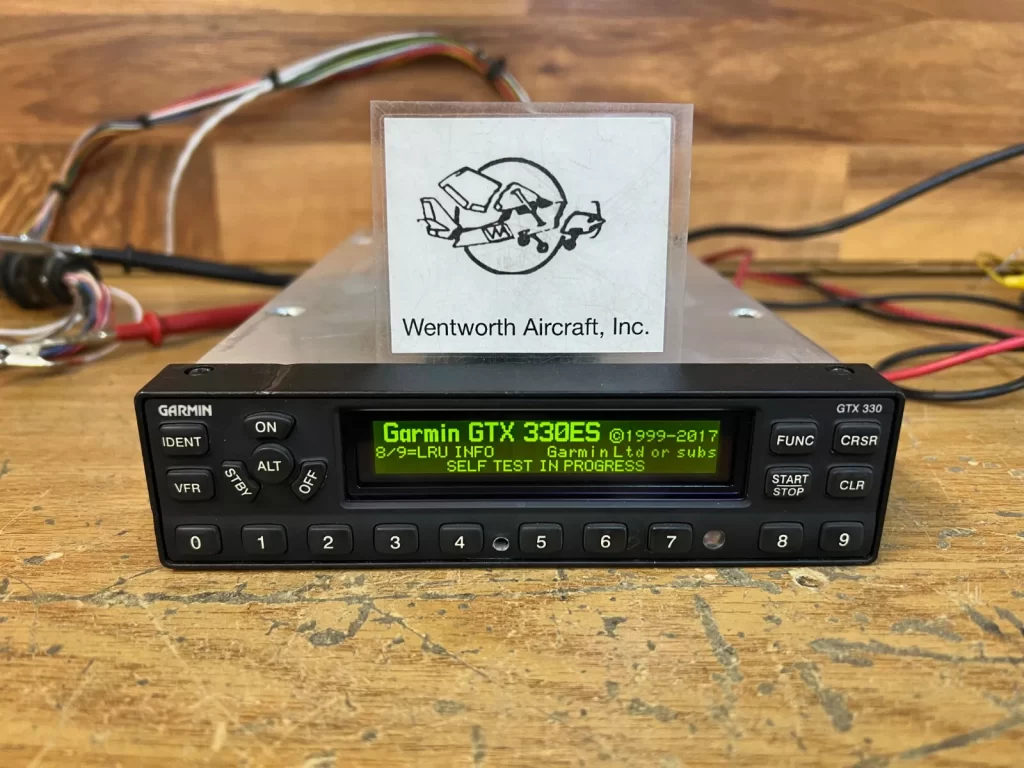 Wentworth Aircraft, Inc.
GARMIN
GTX 330
IDENT
ON
ALT
STBY
OFF
VFR
Garmin GTX 330ES ©1999-2017
8/9=LRU INFO Garmin Ltd or subs
SELF TEST IN PROGRESS
FUNC
CRSR
START
STOP
CLR
0 1 2 3 4 5 6 7 8 9